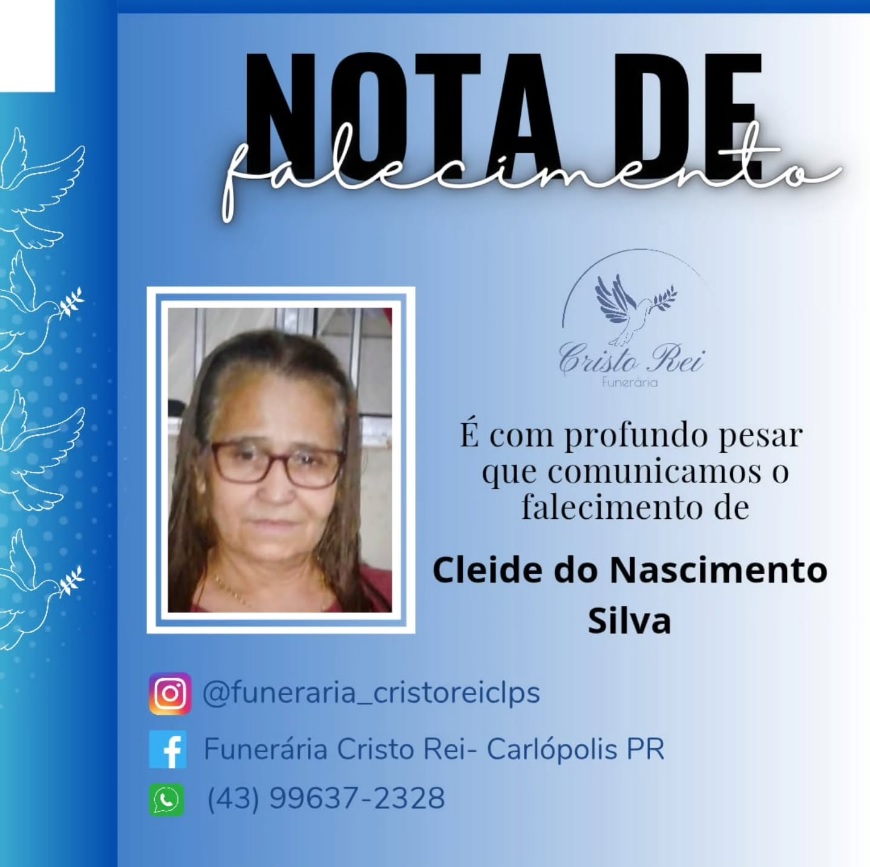 NOTA DE
falecimento
Cristo Rei
Funerária
É com profundo pesar
que comunicamos o
falecimento de
Cleide do Nascimento
Silva
@funeraria_cristoreiclps
Funerária Cristo Rei- Carlópolis PR
(43) 99637-2328